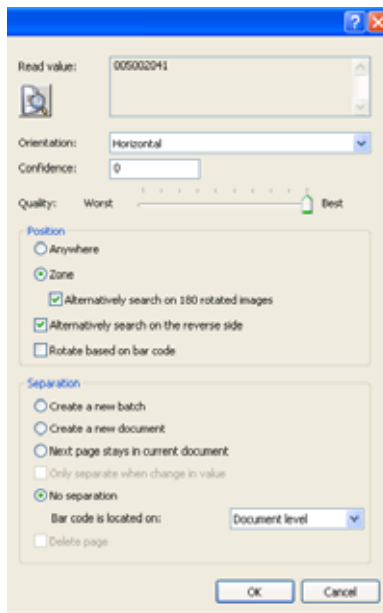 Read value: 005002041
Orientation: Horizontal
Confidence: 0
Quality: Worst Best
Position
Anywhere
Zone
Alternatively search on 180 rotated images
Alternatively search on the reverse side
Rotate based on bar code
Separation
Create a new batch
Create a new document
Next page stays in current document
Only separate when change in value
No separation
Bar code is located on: Document level
Delete page
OK Cancel